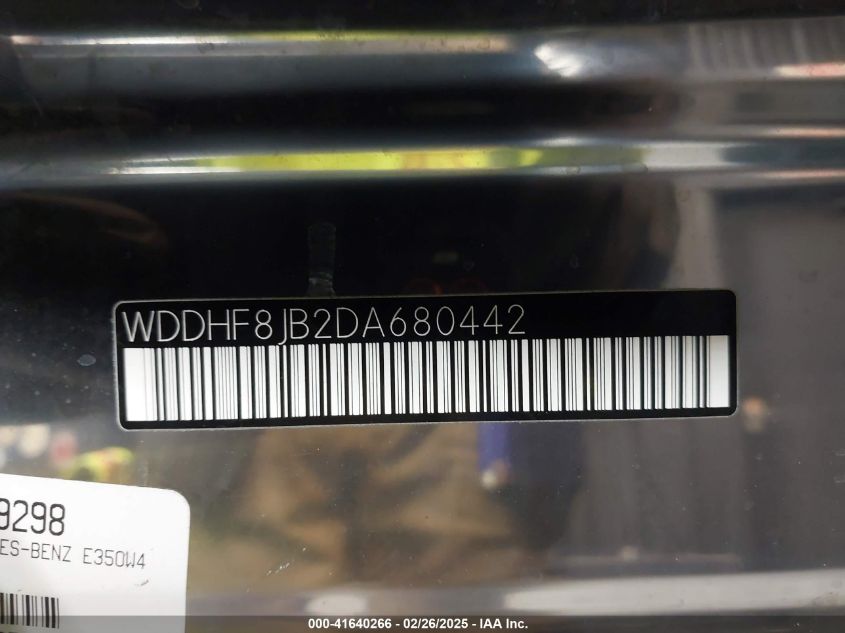 WDDHF8JB2DA680442
9298
ES-BENZ E350W4
000-41640266 - 02/26/2025 - IAA Inc.